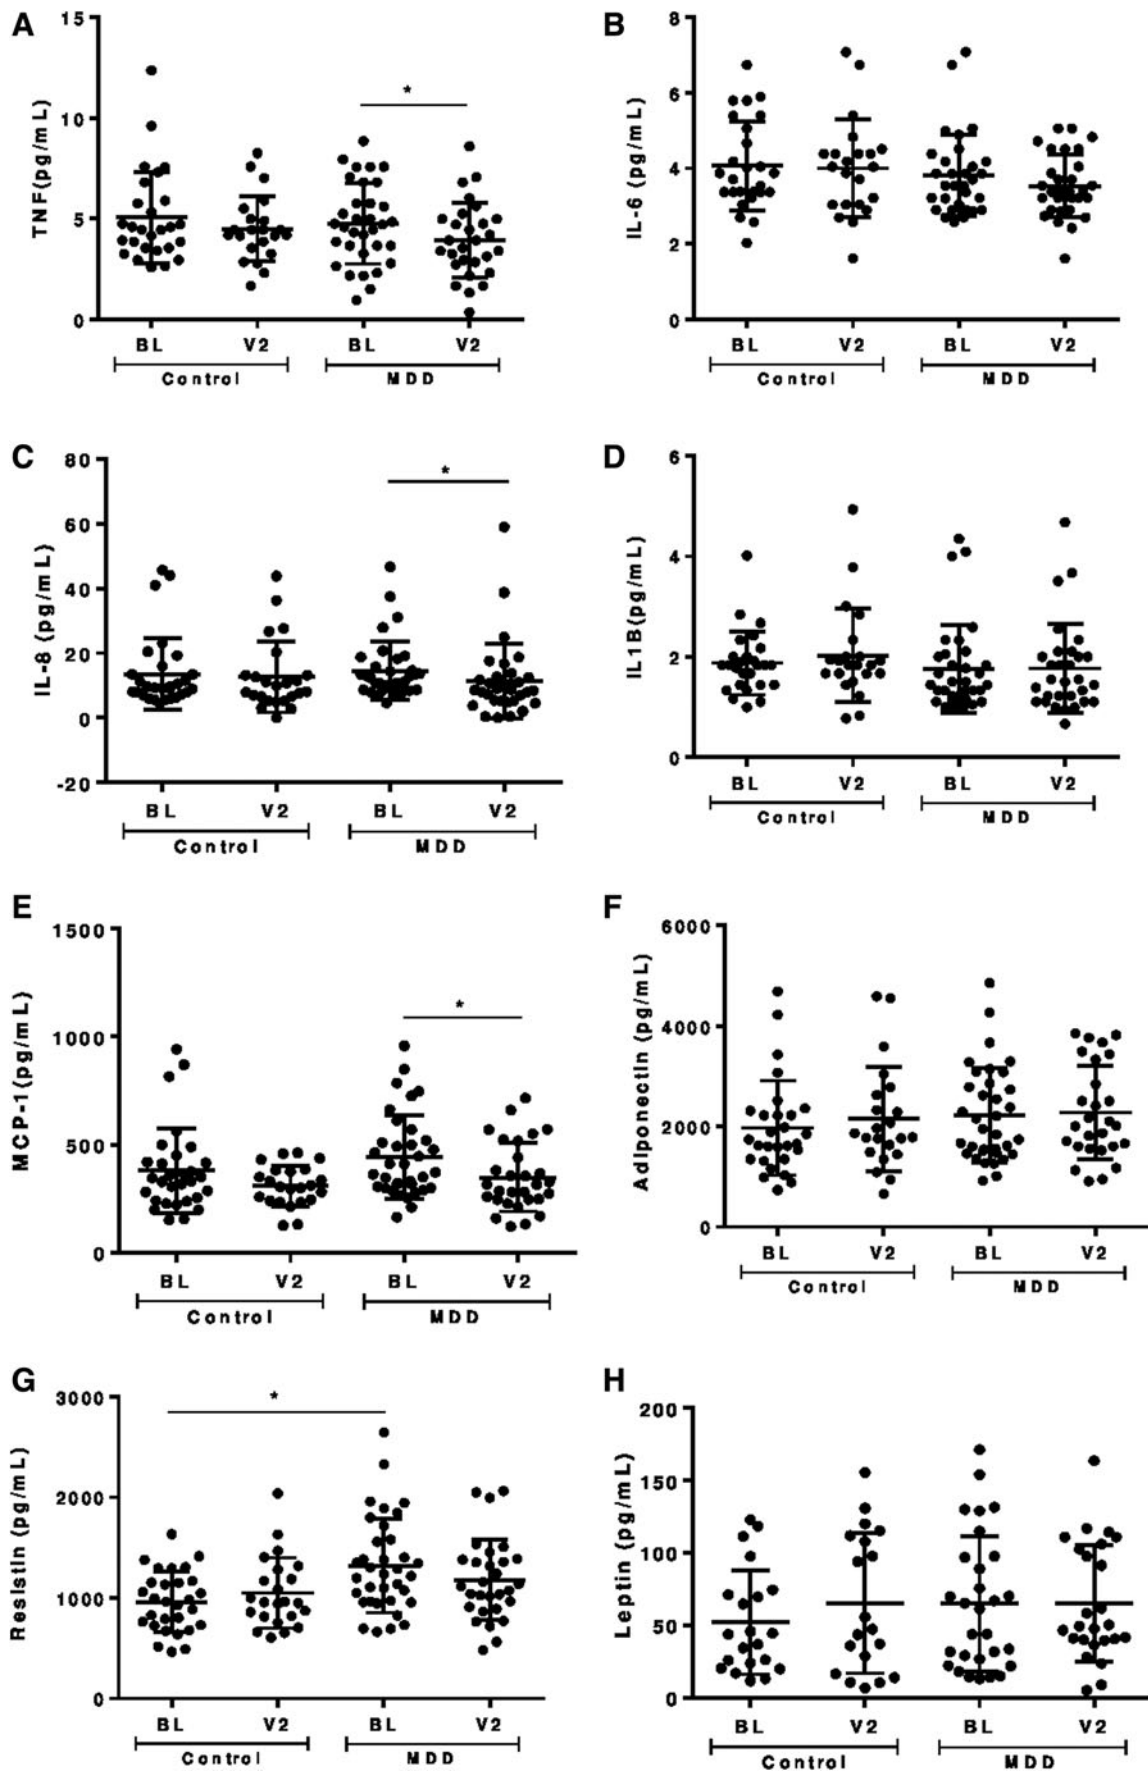 A
TNF(pg/mL)
15
10
5
0
*
BL V2 BL V2
Control MDD
B
IL-6 (pg/mL)
8
6
4
2
0
BL V2 BL V2
Control MDD
C
IL-8 (pg/mL)
80
60
40
20
0
-20
*
BL V2 BL V2
Control MDD
D
IL1B(pg/mL)
6
4
2
0
BL V2 BL V2
Control MDD
E
MCP-1(pg/mL)
1500
1000
500
0
*
BL V2 BL V2
Control MDD
F
Adiponectin (pg/mL)
6000
4000
2000
0
BL V2 BL V2
Control MDD
G
Resistin (pg/mL)
3000
2000
1000
0
*
BL V2 BL V2
Control MDD
H
Leptin (pg/mL)
200
150
100
50
0
BL V2 BL V2
Control MDD